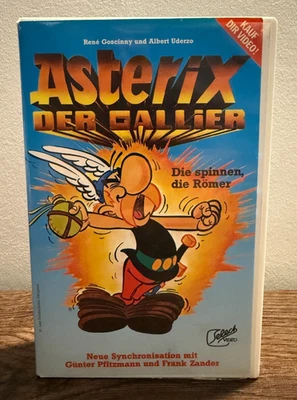 René Goscinny und Albert Uderzo
KAUF
DIR VIDEO!
Asterix
DER GALLIER
Die spinnen,
die Römer
VIDEO
Neue Synchronisation mit
Günter Pfitzmann und Frank Zander